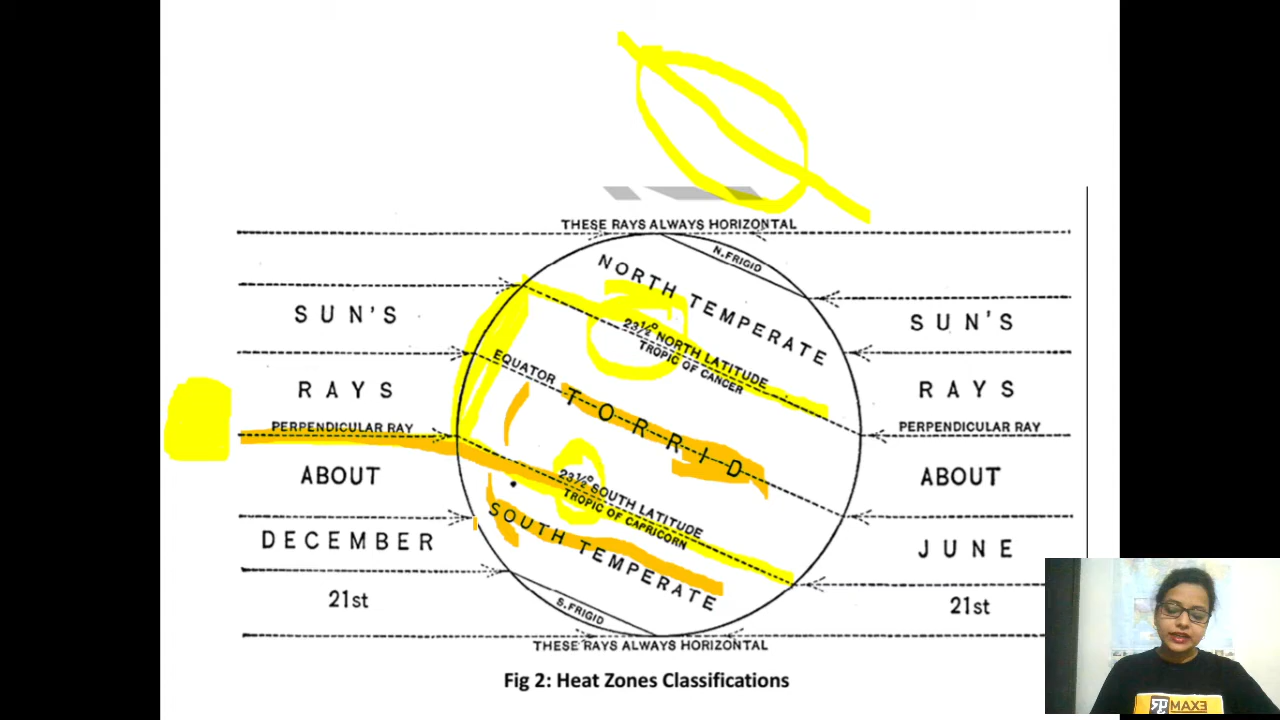 THESE RAYS ALWAYS HORIZONTAL
N. FRIGID
NORTH TEMPERATE
23½° NORTH LATITUDE
TROPIC OF CANCER
EQUATOR
TORRID
23½° SOUTH LATITUDE
TROPIC OF CAPRICORN
SOUTH TEMPERATE
S. FRIGID
THESE RAYS ALWAYS HORIZONTAL
SUN'S
RAYS
PERPENDICULAR RAY
ABOUT
DECEMBER
21st
SUN'S
RAYS
PERPENDICULAR RAY
ABOUT
JUNE
21st
Fig 2: Heat Zones Classifications